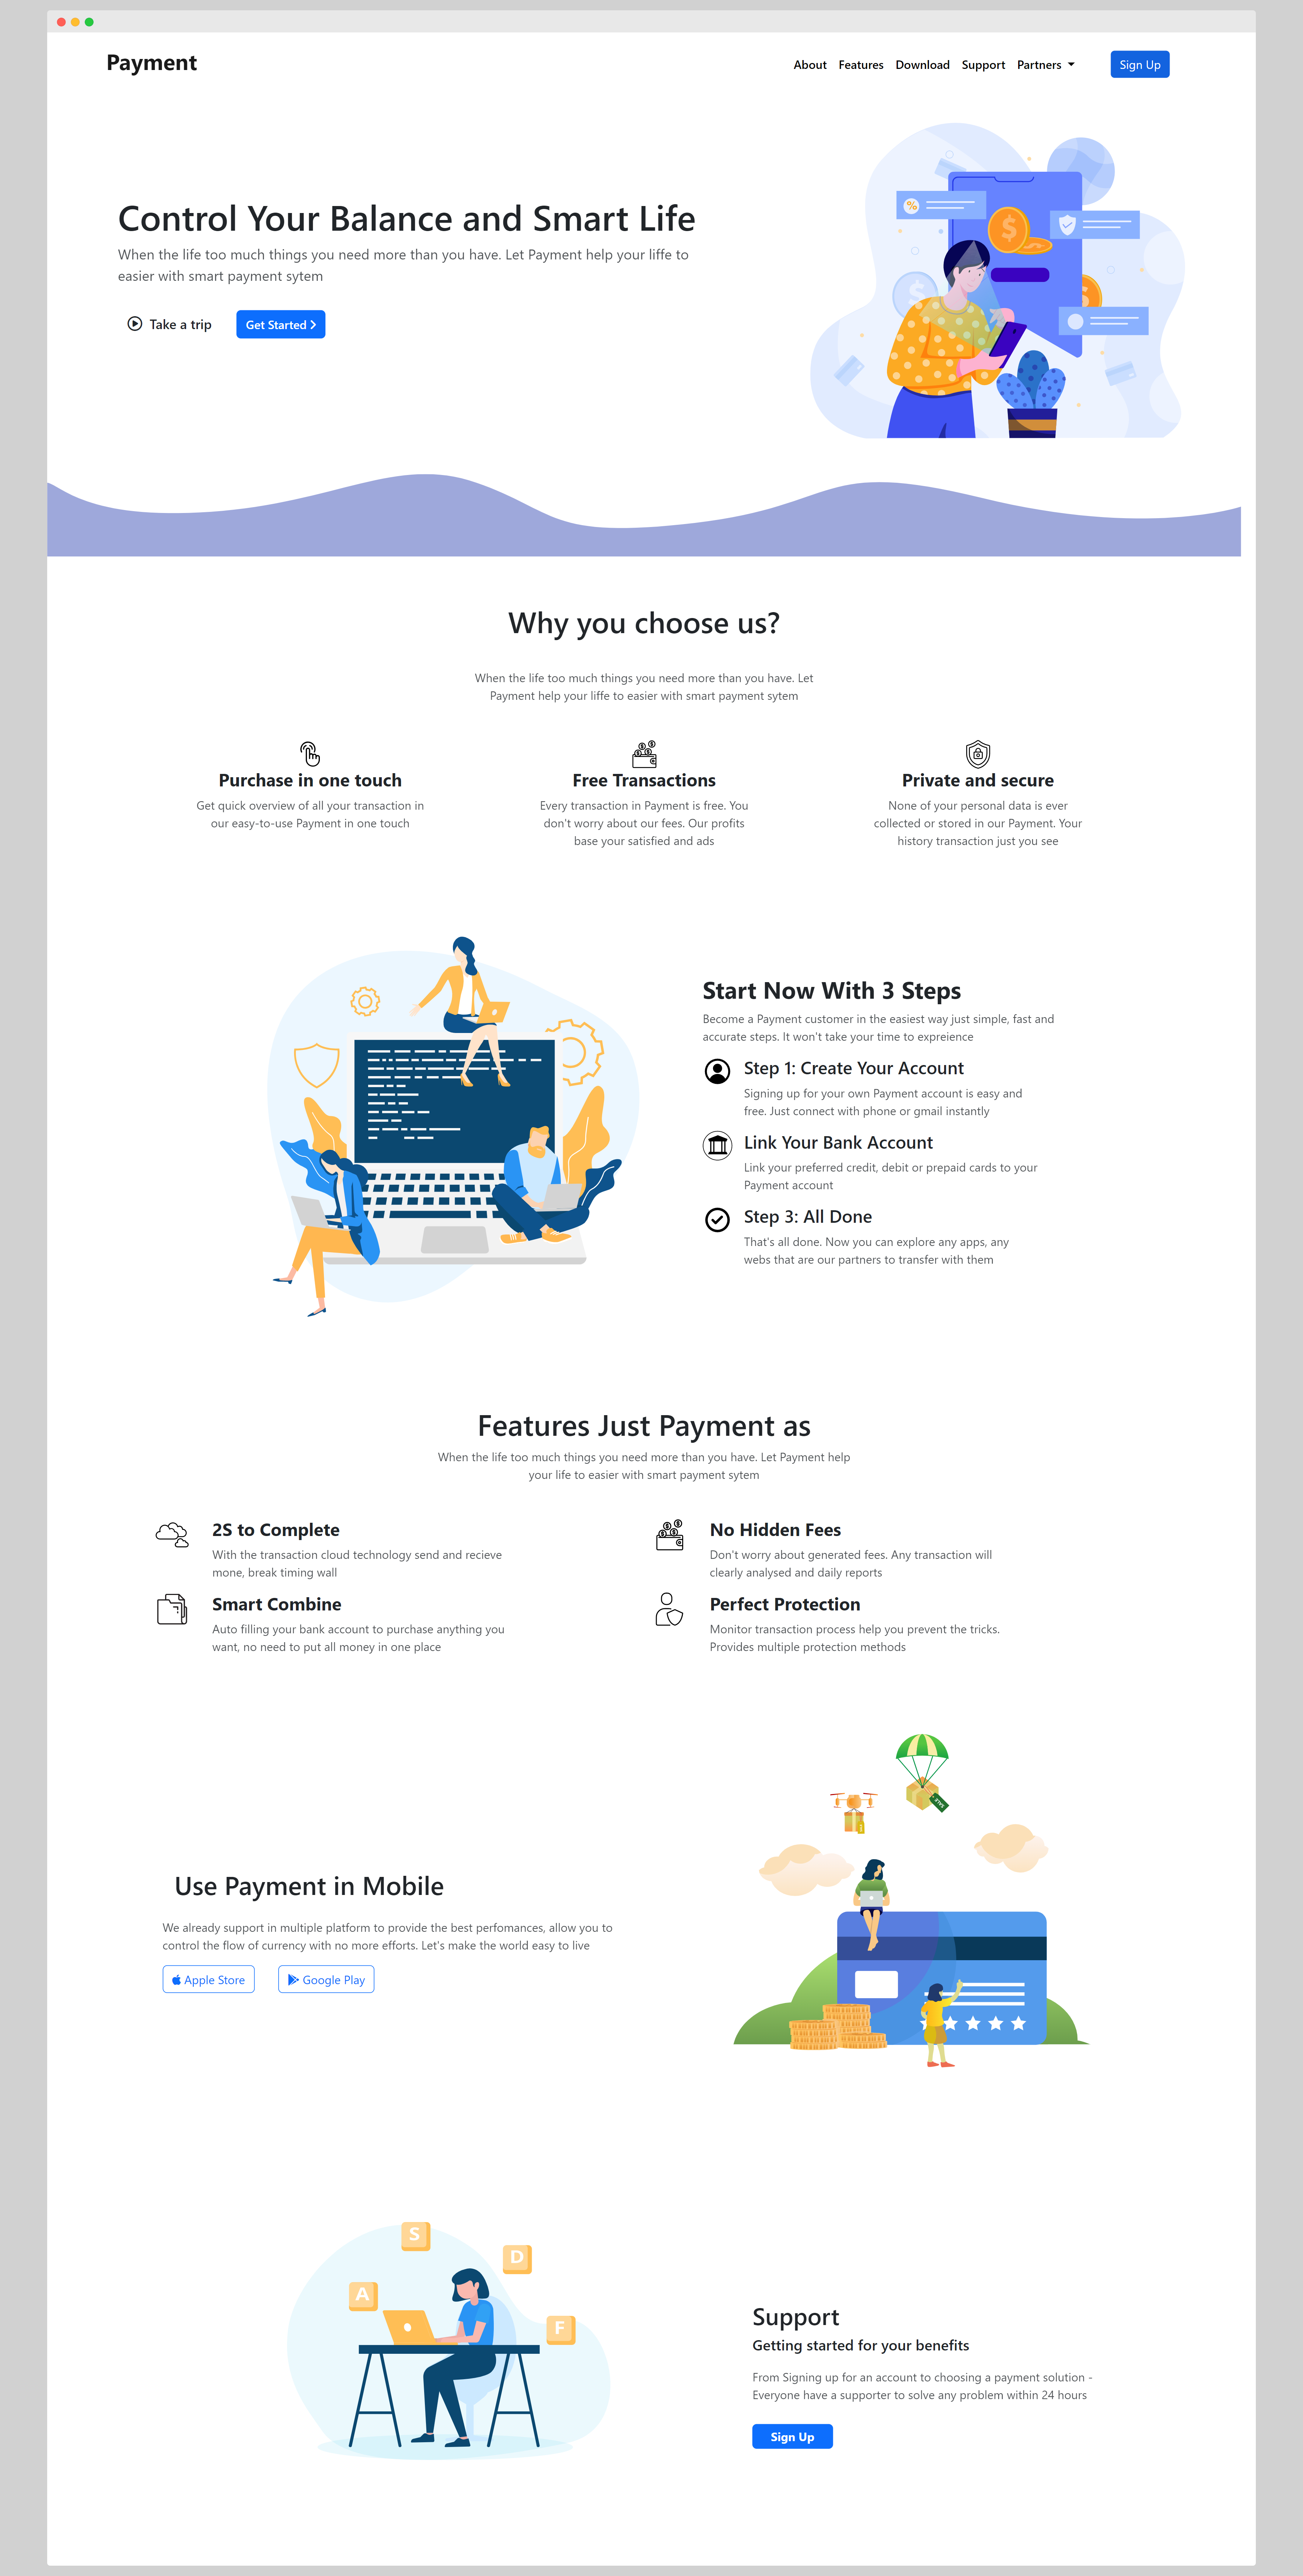 Payment
About Features Download Support Partners Sign Up
Control Your Balance and Smart Life
When the life too much things you need more than you have. Let Payment help your liffe to
easier with smart payment sytem
Take a trip
Get Started
Why you choose us?
When the life too much things you need more than you have. Let
Payment help your liffe to easier with smart payment sytem
Purchase in one touch
Get quick overview of all your transaction in
our easy-to-use Payment in one touch
Free Transactions
Every transaction in Payment is free. You
don't worry about our fees. Our profits
base your satisfied and ads
Private and secure
None of your personal data is ever
collected or stored in our Payment. Your
history transaction just you see
Start Now With 3 Steps
Become a Payment customer in the easiest way just simple, fast and
accurate steps. It won't take your time to expreience
Step 1: Create Your Account
Signing up for your own Payment account is easy and
free. Just connect with phone or gmail instantly
Link Your Bank Account
Link your preferred credit, debit or prepaid cards to your
Payment account
Step 3: All Done
That's all done. Now you can explore any apps, any
webs that are our partners to transfer with them
Features Just Payment as
When the life too much things you need more than you have. Let Payment help
your life to easier with smart payment sytem
2S to Complete
With the transaction cloud technology send and recieve
mone, break timing wall
No Hidden Fees
Don't worry about generated fees. Any transaction will
clearly analysed and daily reports
Smart Combine
Auto filling your bank account to purchase anything you
want, no need to put all money in one place
Perfect Protection
Monitor transaction process help you prevent the tricks.
Provides multiple protection methods
Use Payment in Mobile
We already support in multiple platform to provide the best perfomances, allow you to
control the flow of currency with no more efforts. Let's make the world easy to live
Apple Store
Google Play
S
D
A
F
Support
Getting started for your benefits
From Signing up for an account to choosing a payment solution -
Everyone have a supporter to solve any problem within 24 hours
Sign Up